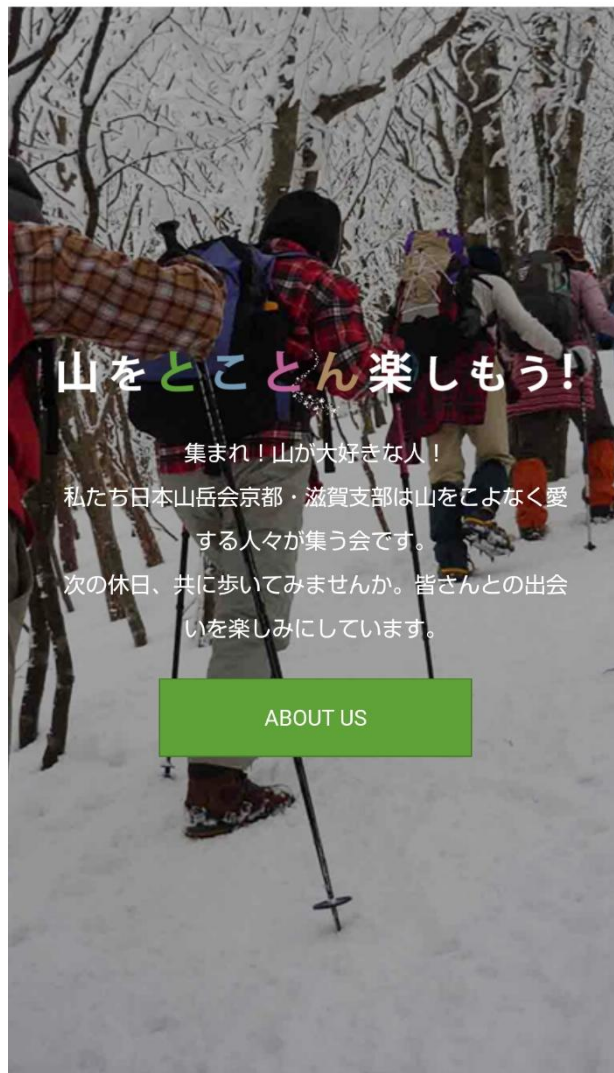 山をとことん楽しもう!
集まれ！山が大好きな人！
私たち日本山岳会京都・滋賀支部は山をこよなく愛
する人々が集う会です。
次の休日、共に歩いてみませんか。皆さんとの出会
いを楽しみにしています。
ABOUT US